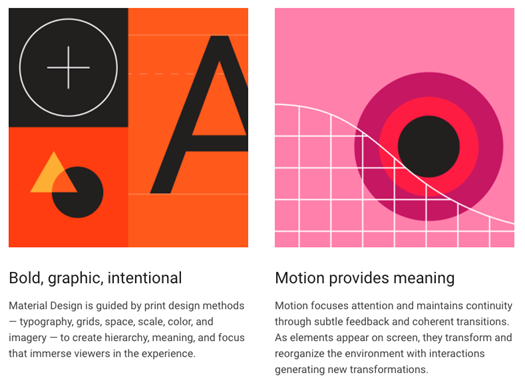 A
Bold, graphic, intentional
Material Design is guided by print design methods
— typography, grids, space, scale, color, and
imagery — to create hierarchy, meaning, and focus
that immerse viewers in the experience.
Motion provides meaning
Motion focuses attention and maintains continuity
through subtle feedback and coherent transitions.
As elements appear on screen, they transform and
reorganize the environment with interactions
generating new transformations.